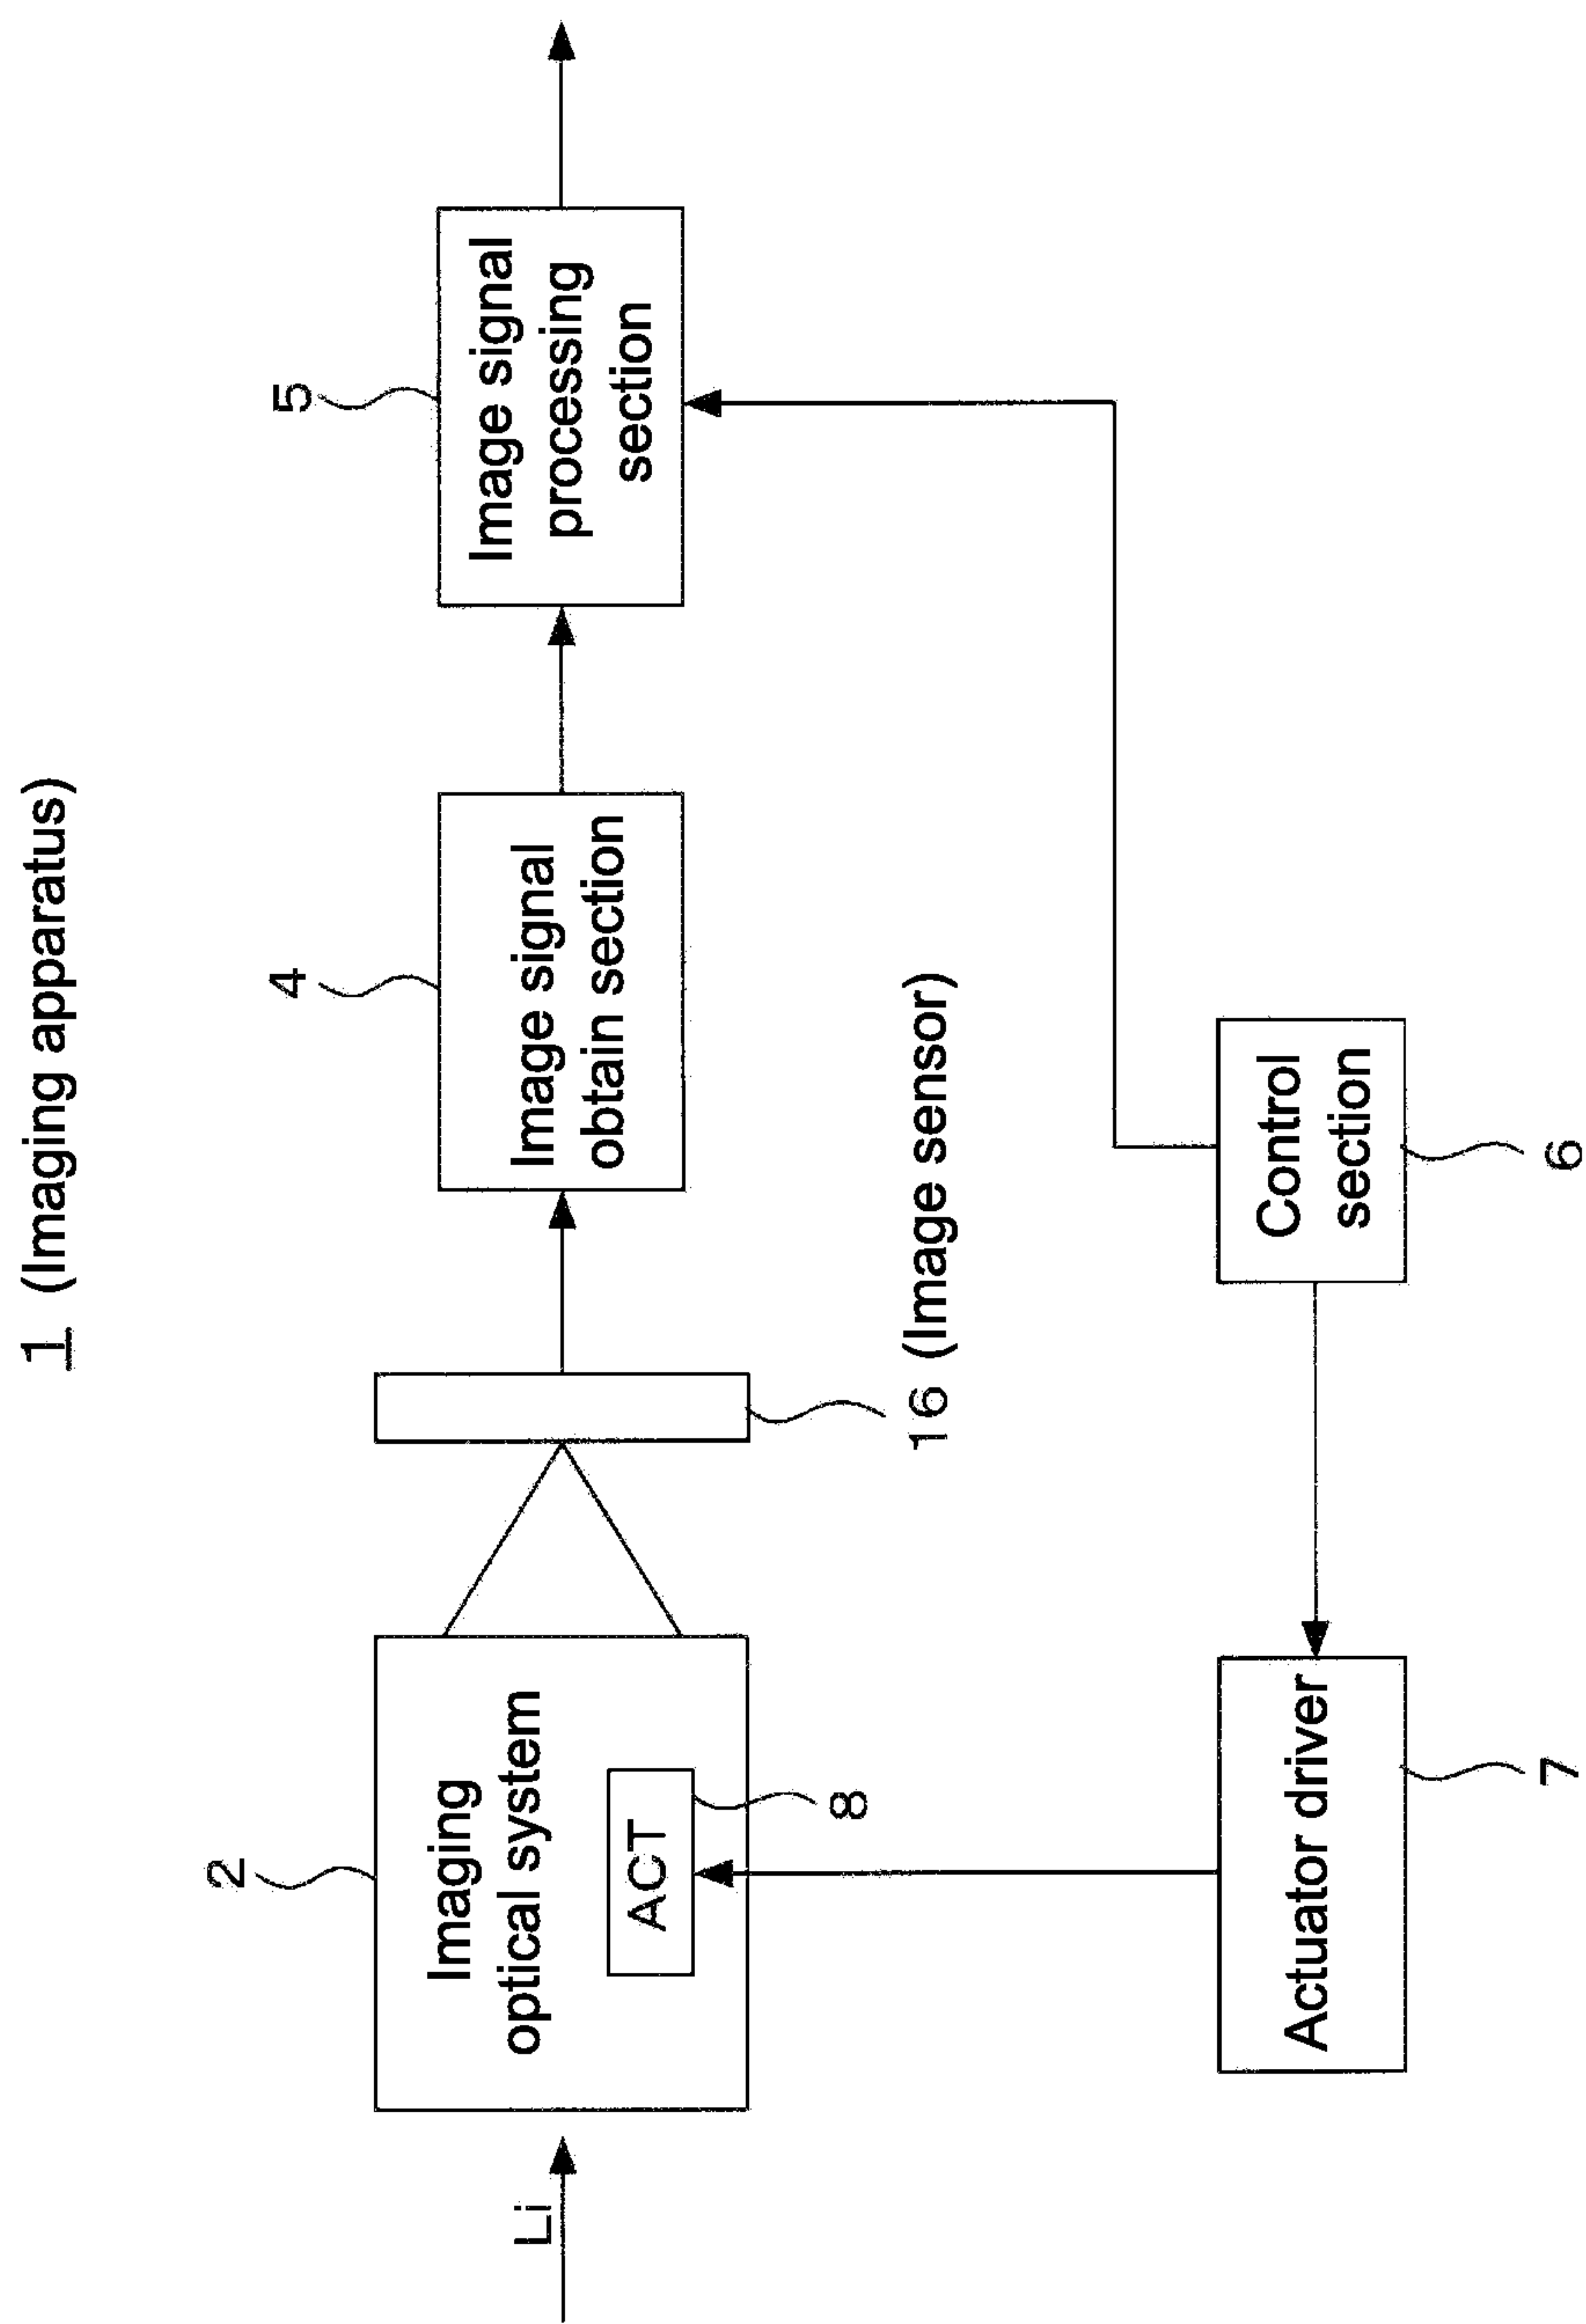 1 (Imaging apparatus)
2
4
5
Li
Imaging
optical system
ACT
8
Image signal
obtain section
Image signal
processing
section
16 (Image sensor)
Actuator driver
7
Control
section
6